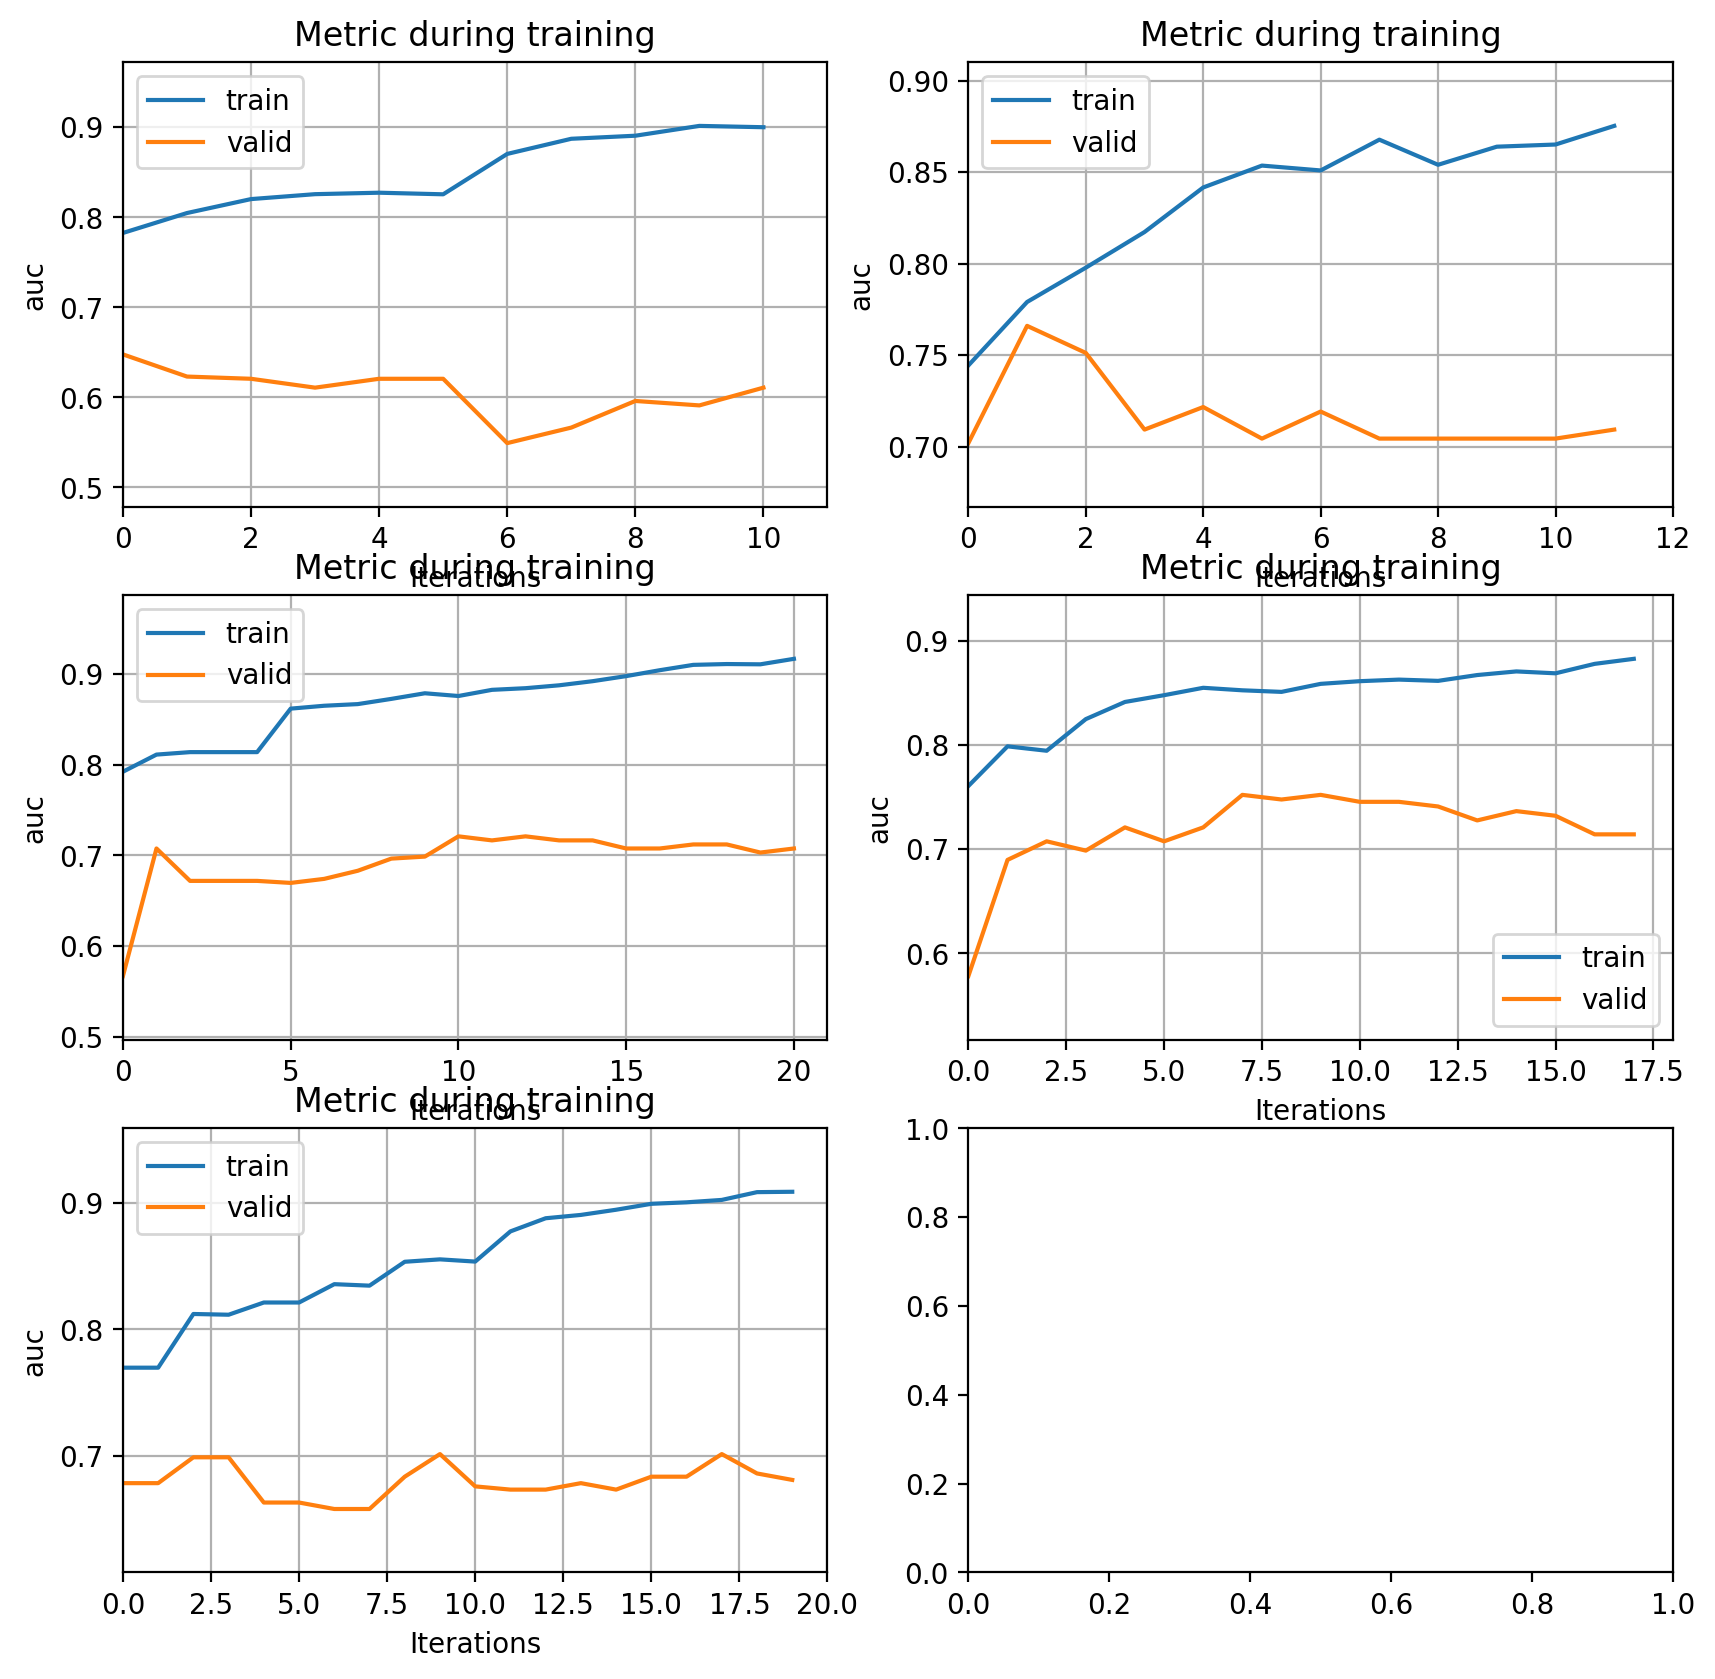 Metric during training
train
valid
auc
0.9
0.8
0.7
0.6
0.5
0 2 4 6 8 10
Iterations
Metric during training
train
valid
auc
0.90
0.85
0.80
0.75
0.70
0 2 4 6 8 10 12
Iterations
Metric during training
train
valid
auc
0.9
0.8
0.7
0.6
0.5
0 5 10 15 20
Iterations
Metric during training
train
valid
auc
0.9
0.8
0.7
0.6
0.0 2.5 5.0 7.5 10.0 12.5 15.0 17.5
Iterations
Metric during training
train
valid
auc
0.9
0.8
0.7
0.0 2.5 5.0 7.5 10.0 12.5 15.0 17.5 20.0
Iterations
1.0
0.8
0.6
0.4
0.2
0.0
0.0 0.2 0.4 0.6 0.8 1.0